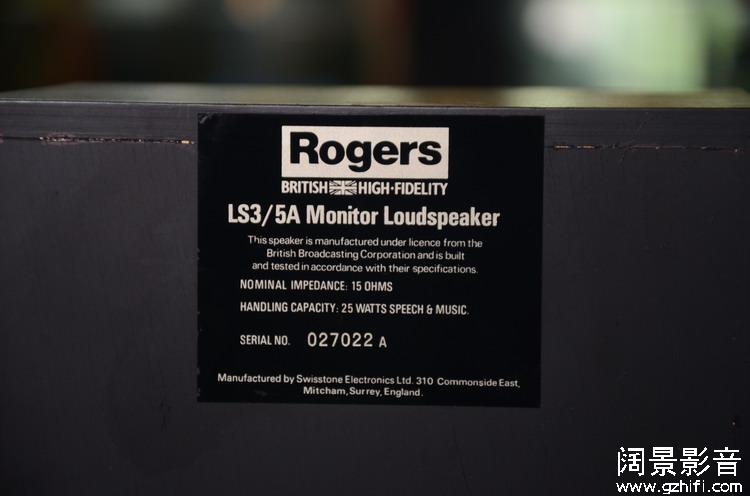 Rogers
BRITISH HIGH·FIDELITY
LS3/5A Monitor Loudspeaker
This speaker is manufactured under licence from the
British Broadcasting Corporation and is built
and tested in accordance with their specifications.
NOMINAL IMPEDANCE: 15 OHMS
HANDLING CAPACITY: 25 WATTS SPEECH & MUSIC.
SERIAL NO. 027022 A
Manufactured by Swisstone Electronics Ltd. 310 Commonside East,
Mitcham, Surrey, England.
阔景影音
www.gzhifi.com